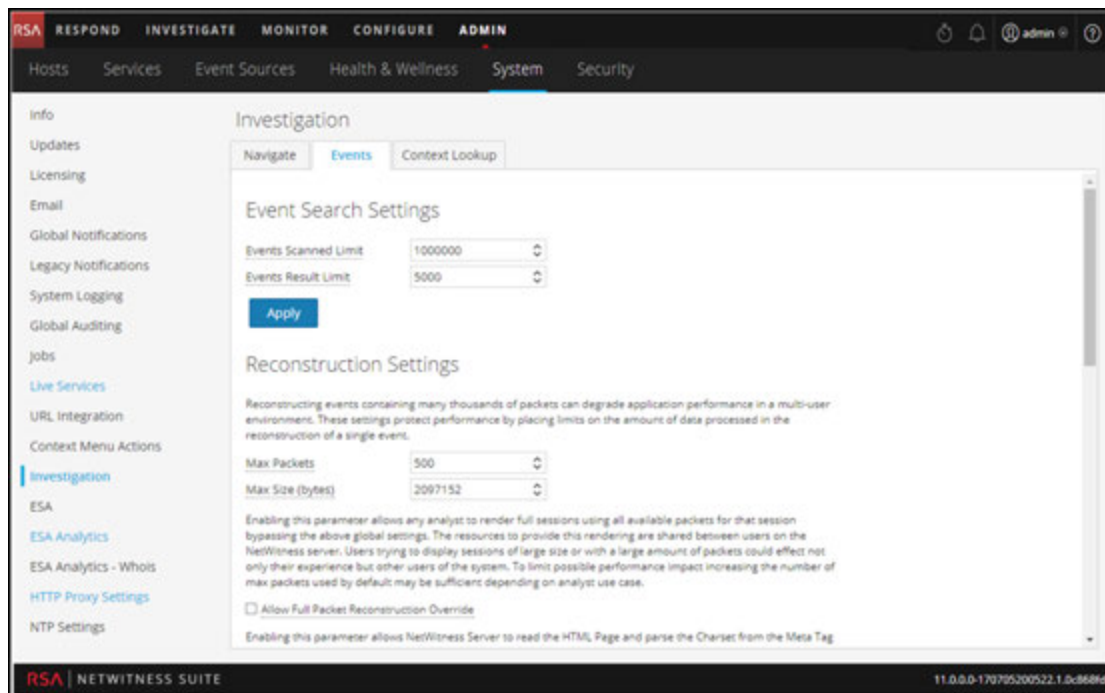 RSA RESPOND INVESTIGATE MONITOR CONFIGURE ADMIN admin
Hosts Services Event Sources Health & Wellness System Security
Info
Updates
Licensing
Email
Global Notifications
Legacy Notifications
System Logging
Global Auditing
Jobs
Live Services
URL Integration
Context Menu Actions
Investigation
ESA
ESA Analytics
ESA Analytics - Whois
HTTP Proxy Settings
NTP Settings
Investigation
Navigate Events Context Lookup
Event Search Settings
Events Scanned Limit 1000000
Events Result Limit 5000
Apply
Reconstruction Settings
Reconstructing events containing many thousands of packets can degrade application performance in a multi-user
environment. These settings protect performance by placing limits on the amount of data processed in the
reconstruction of a single event.
Max Packets 500
Max Size (bytes) 2097152
Enabling this parameter allows any analyst to render full sessions using all available packets for that session
bypassing the above global settings. The resources to provide this rendering are shared between users on the
NetWitness server. Users trying to display sessions of large size or with a large amount of packets could effect not
only their experience but other users of the system. To limit possible performance impact increasing the number of
max packets used by default may be sufficient depending on analyst use case.
Allow Full Packet Reconstruction Override
Enabling this parameter allows NetWitness Server to read the HTML Page and parse the Charset from the Meta Tag
RSA NETWITNESS SUITE